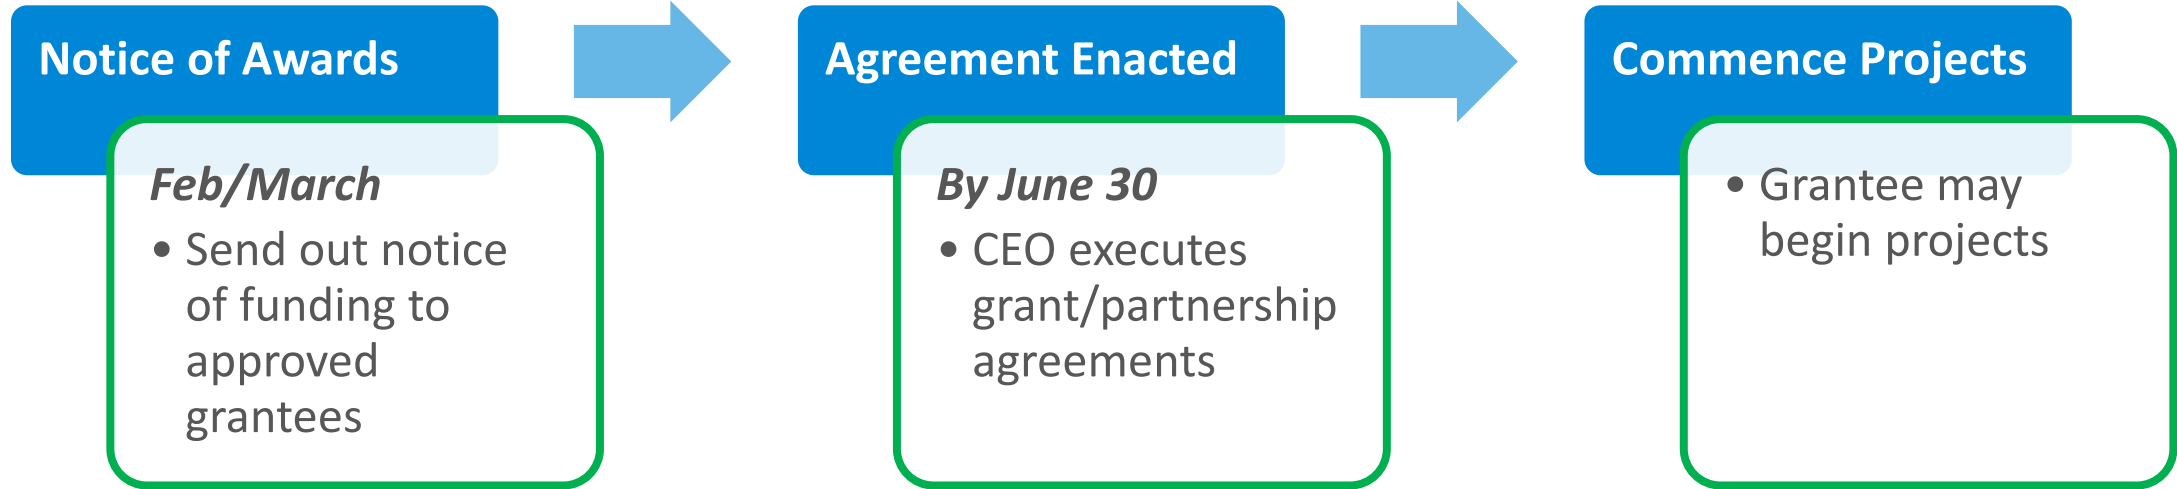 Notice of Awards
Feb/March
• Send out notice
of funding to
approved
grantees
Agreement Enacted
By June 30
• CEO executes
grant/partnership
agreements
Commence Projects
• Grantee may
begin projects